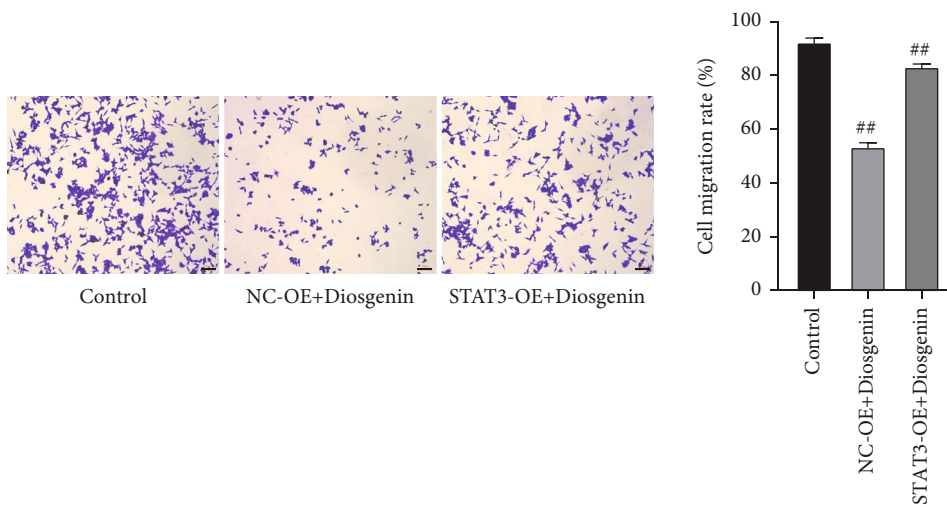 Control
NC-OE+Diosgenin
STAT3-OE+Diosgenin
Cell migration rate (%)
100
80
60
40
20
0
##
##
Control
NC-OE+Diosgenin
STAT3-OE+Diosgenin